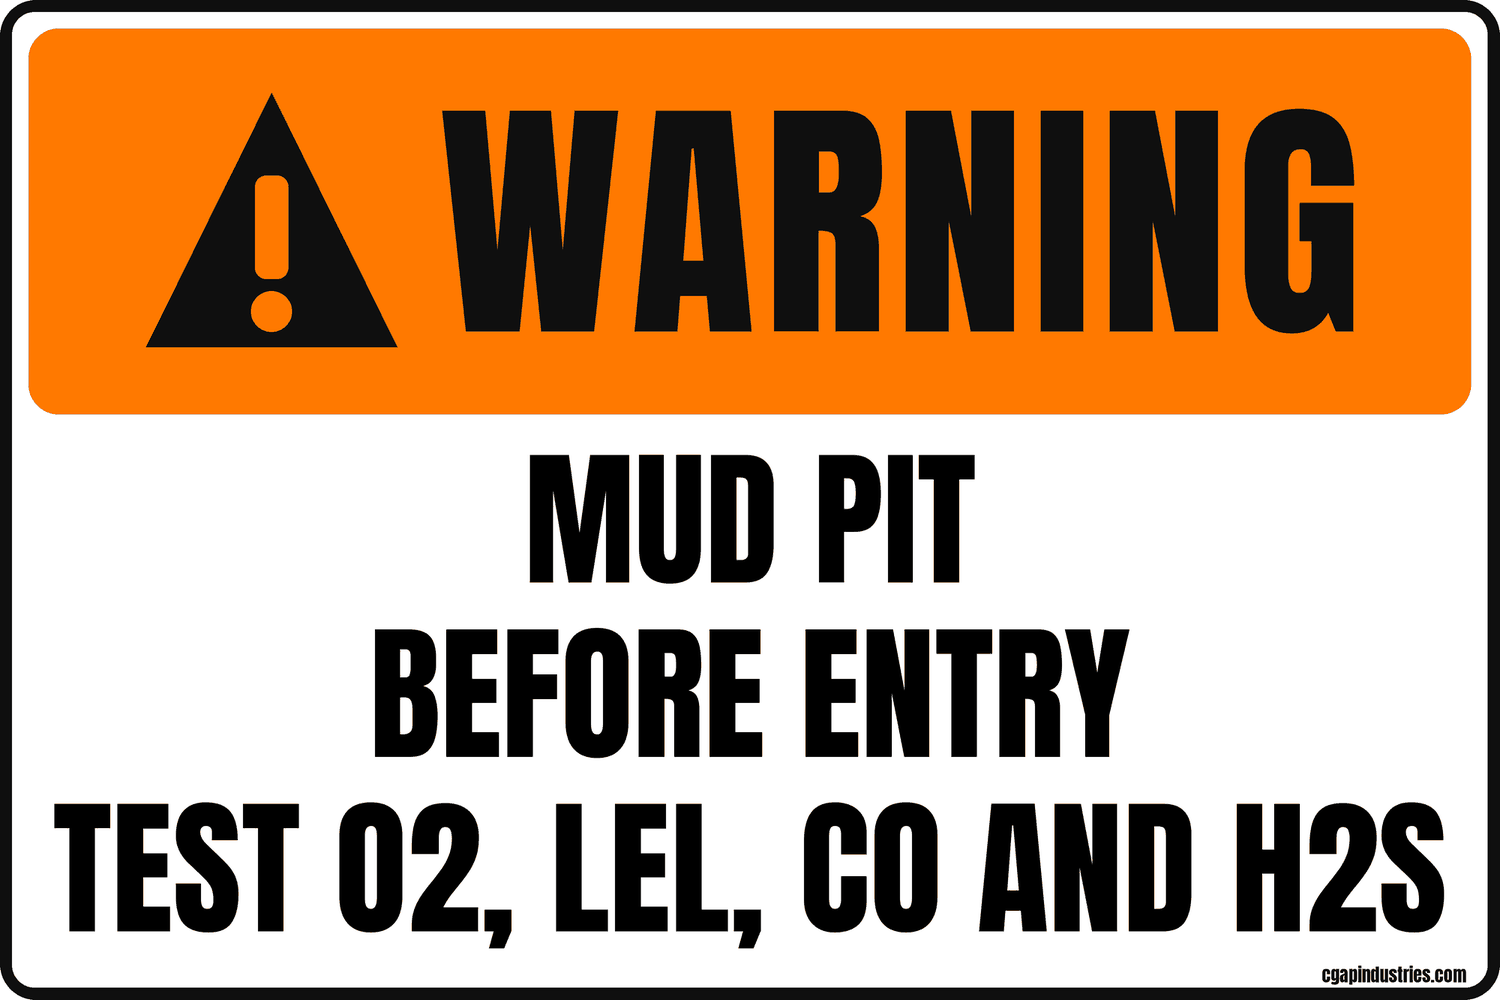 WARNING
MUD PIT
BEFORE ENTRY
TEST O2, LEL, CO AND H2S
cgapindustries.com